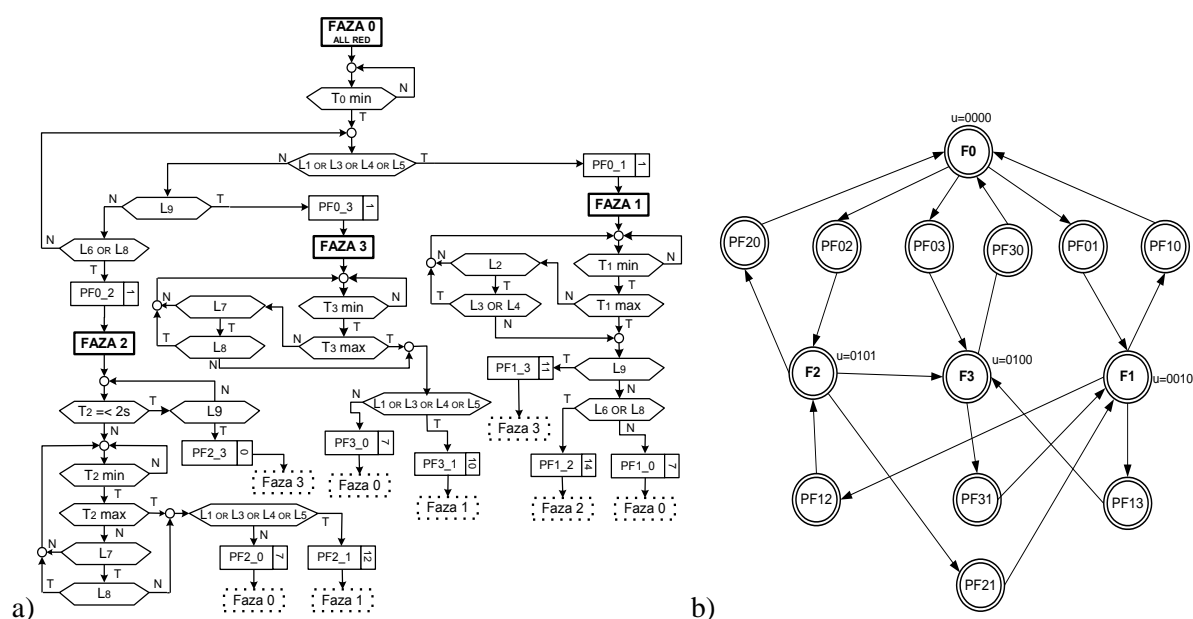 FAZA 0
ALL RED
N
T0 min
T
L1 OR L3 OR L4 OR L5
N
T
PF0_1
1
L9
N
T
PF0_3
1
FAZA 1
L6 OR L8
N
T
FAZA 3
PF0_2
1
FAZA 2
T3 min
N
T
L7
N
T
L8
T
N
T3 max
N
T
T1 min
N
T
L2
N
T
L3 OR L4
T
N
T1 max
N
T
L9
T
N
PF1_3
11
Faza 3
L6 OR L8
T
N
PF1_2
14
PF1_0
7
Faza 2
Faza 0
L1 OR L3 OR L4 OR L5
N
T
PF3_0
7
PF3_1
10
Faza 0
Faza 1
T2 =< 2s
T
N
L9
N
T
PF2_3
0
Faza 3
T2 min
N
T
T2 max
T
N
L7
N
T
L8
T
N
L1 OR L3 OR L4 OR L5
N
T
PF2_0
7
PF2_1
12
Faza 0
Faza 1
a)
u=0000
F0
PF20
PF02
PF03
PF30
PF01
PF10
F2
u=0101
F3
u=0100
F1
u=0010
PF12
PF31
PF13
PF21
b)